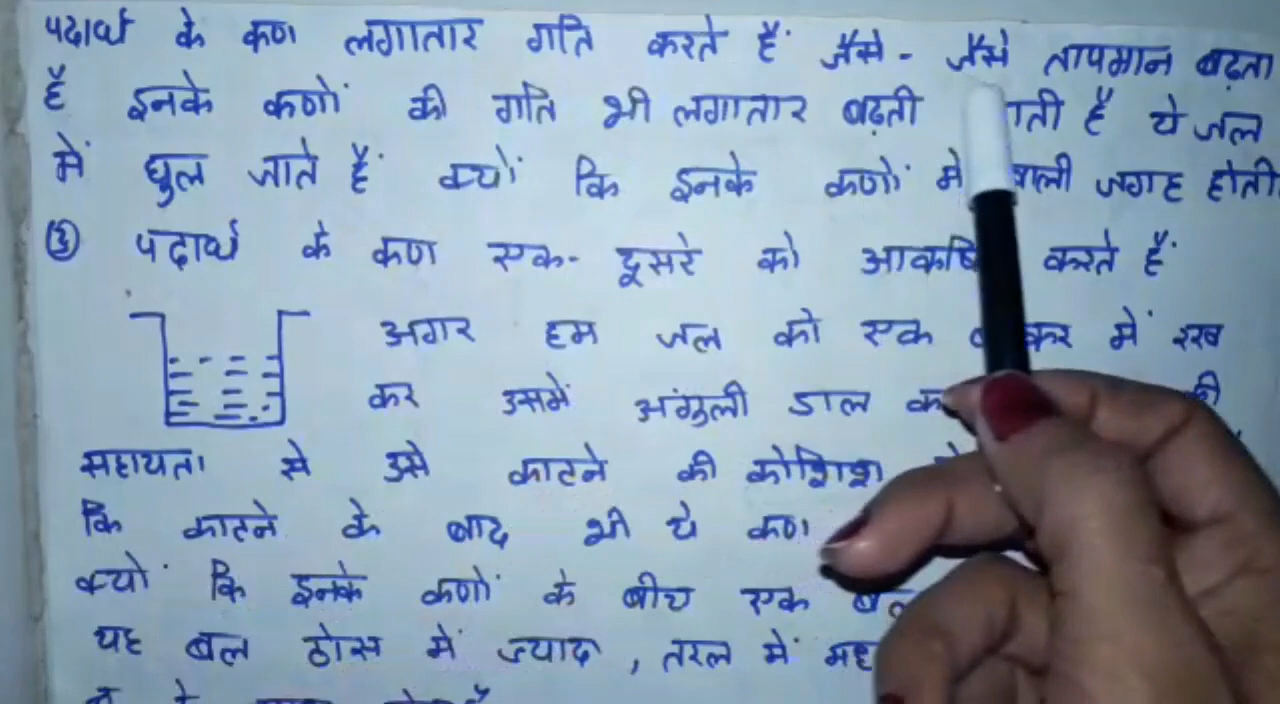 पदार्थ के कण लगातार गति करते हैं जैसे - जैसे तापमान बढ़ता
है इनके कणों की गति भी लगातार बढ़ती है ये जल
में घुल जाते हैं क्यों कि इनके कणों मे जगह होती
③ पदार्थ के कण एक - दूसरे को करते हैं
अगर हम जल को एक में रख
कर उसमें अंगुली डाल की
सहायता से उसे काटने की कोशिश
कि काटने के बाद भी ये कण
क्यों कि इनके कणों के बीच एक
यह बल ठोस में ज्याद , तरल में